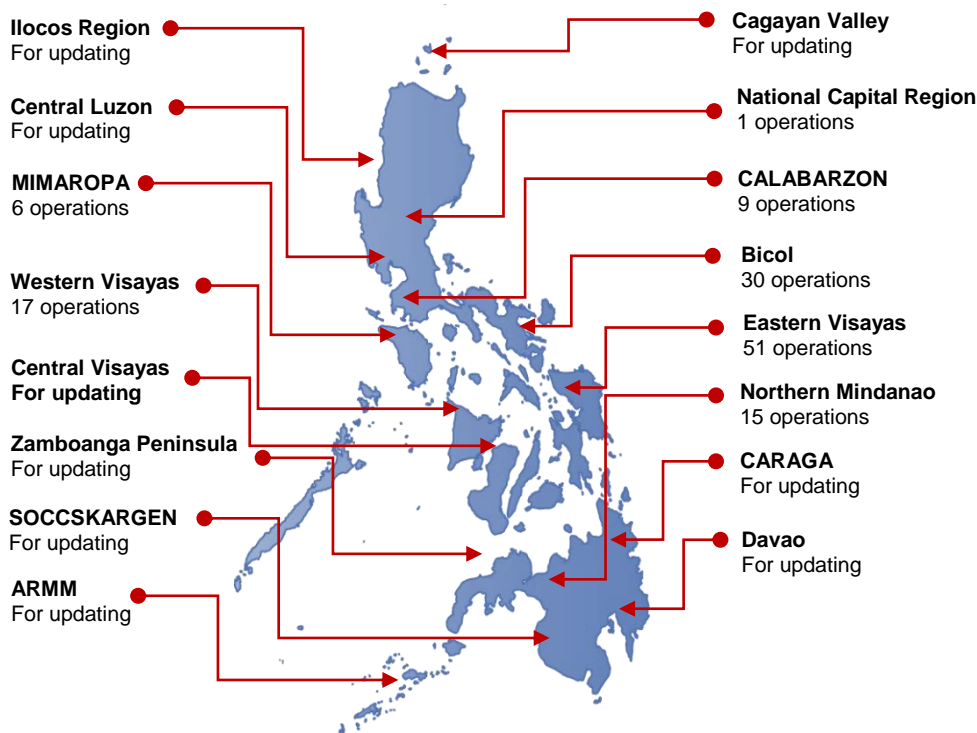 Ilocos Region
For updating
Central Luzon
For updating
MIMAROPA
6 operations
Western Visayas
17 operations
Central Visayas
For updating
Zamboanga Peninsula
For updating
SOCCSKARGEN
For updating
ARMM
For updating
Cagayan Valley
For updating
National Capital Region
1 operations
CALABARZON
9 operations
Bicol
30 operations
Eastern Visayas
51 operations
Northern Mindanao
15 operations
CARAGA
For updating
Davao
For updating